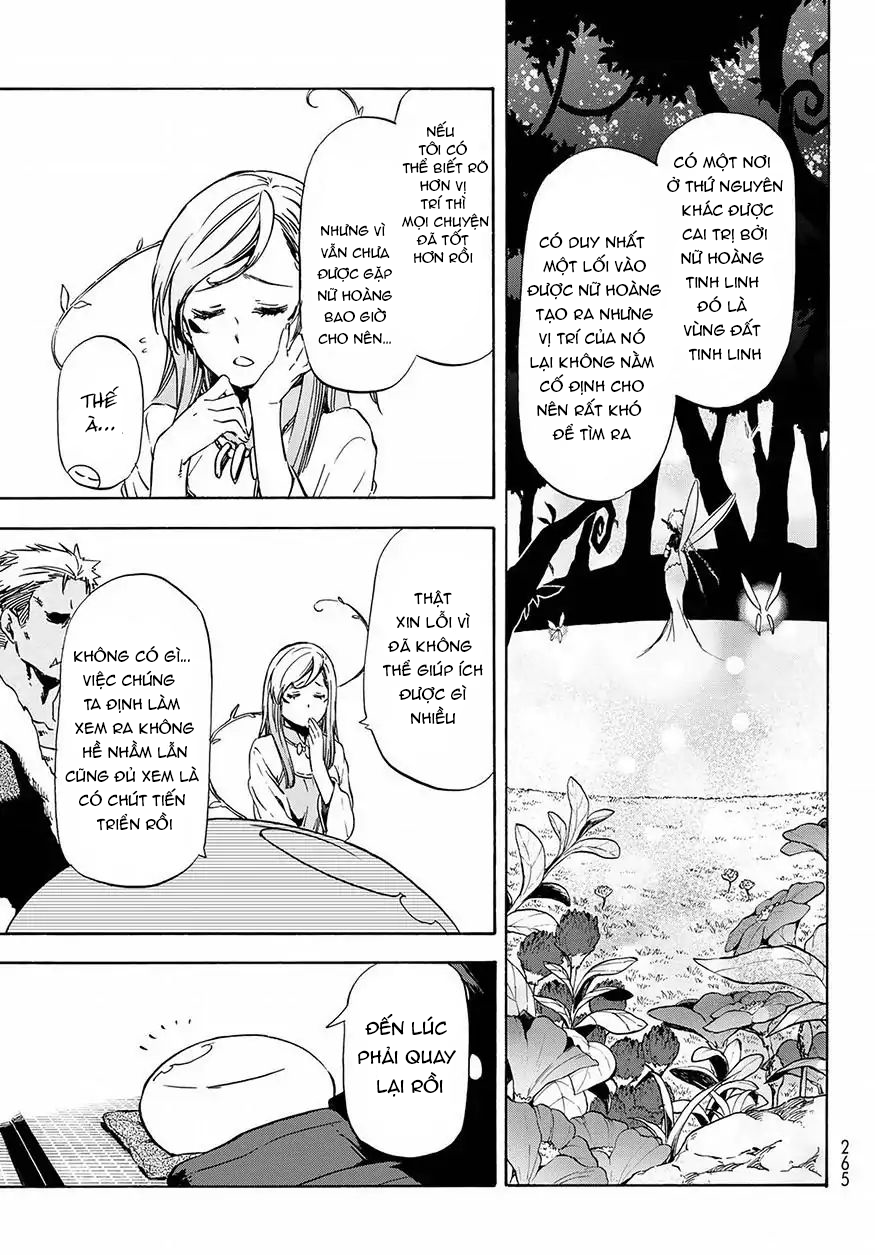 CÓ MỘT NƠI
Ở THỨ NGUYÊN
KHÁC ĐƯỢC
CAI TRỊ BỞI
NỮ HOÀNG
TINH LINH
ĐÓ LÀ
VÙNG ĐẤT
TINH LINH
CÓ DUY NHẤT
MỘT LỐI VÀO
ĐƯỢC NỮ HOÀNG
TẠO RA NHƯNG
VỊ TRÍ CỦA NÓ
LẠI KHÔNG NẰM
CỐ ĐỊNH CHO
NÊN RẤT KHÓ
ĐỂ TÌM RA
NẾU
TÔI CÓ
THỂ BIẾT RÕ
HƠN VỊ
TRÍ THÌ
MỌI CHUYỆN
ĐÃ TỐT
HƠN RỒI
NHƯNG VÌ
VẪN CHƯA
ĐƯỢC GẶP
NỮ HOÀNG
BAO GIỜ
CHO NÊN...
THẾ
À...
THẬT
XIN LỖI VÌ
ĐÃ KHÔNG
THỂ GIÚP ÍCH
ĐƯỢC GÌ
NHIỀU
KHÔNG CÓ GÌ...
VIỆC CHÚNG
TA ĐỊNH LÀM
XEM RA KHÔNG
HỀ NHẦM LẪN
CŨNG ĐỦ XEM LÀ
CÓ CHÚT TIẾN
TRIỂN RỒI
ĐẾN LÚC
PHẢI QUAY
LẠI RỒI
265